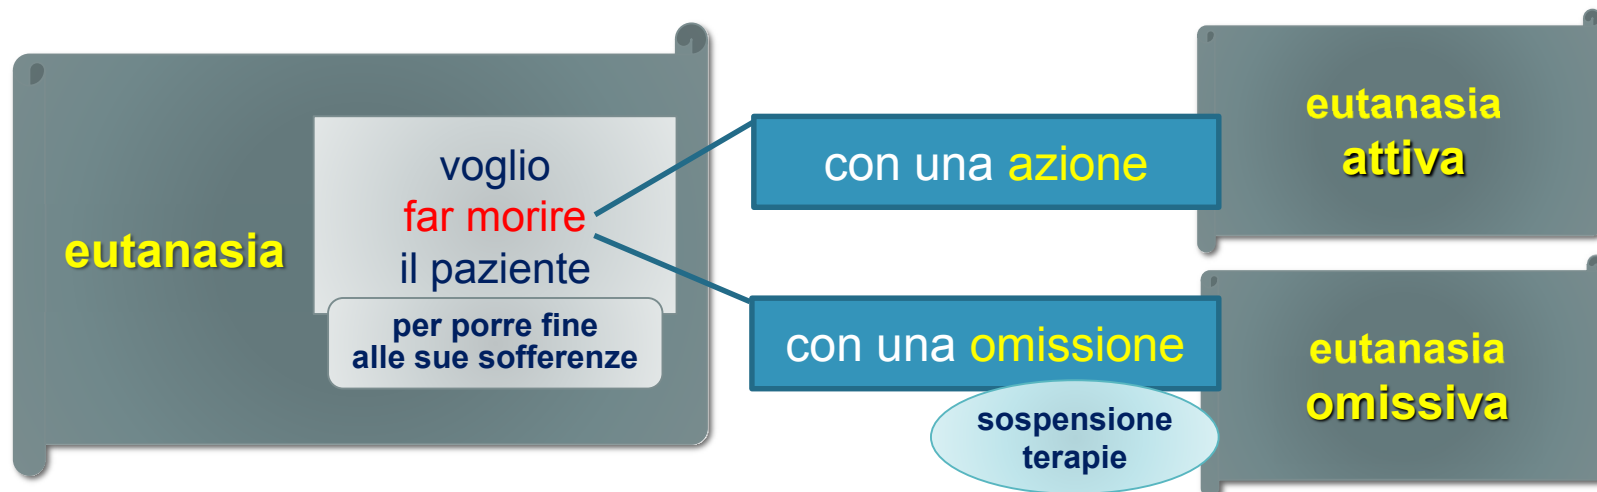 eutanasia
voglio
far morire
il paziente
per porre fine
alle sue sofferenze
con una azione
eutanasia
attiva
con una omissione
sospensione
terapie
eutanasia
omissiva